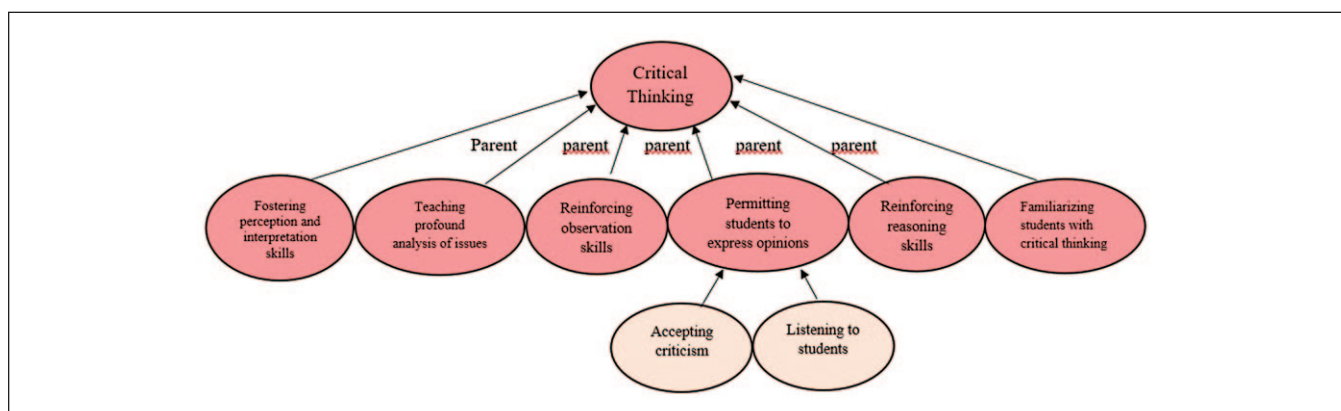 Critical
Thinking
Parent
parent
parent
parent
parent
Fostering
perception and
interpretation
skills
Teaching
profound
analysis of issues
Reinforcing
observation
skills
Permitting
students to
express opinions
Reinforcing
reasoning
skills
Familiarizing
students with
critical thinking
Accepting
criticism
Listening to
students